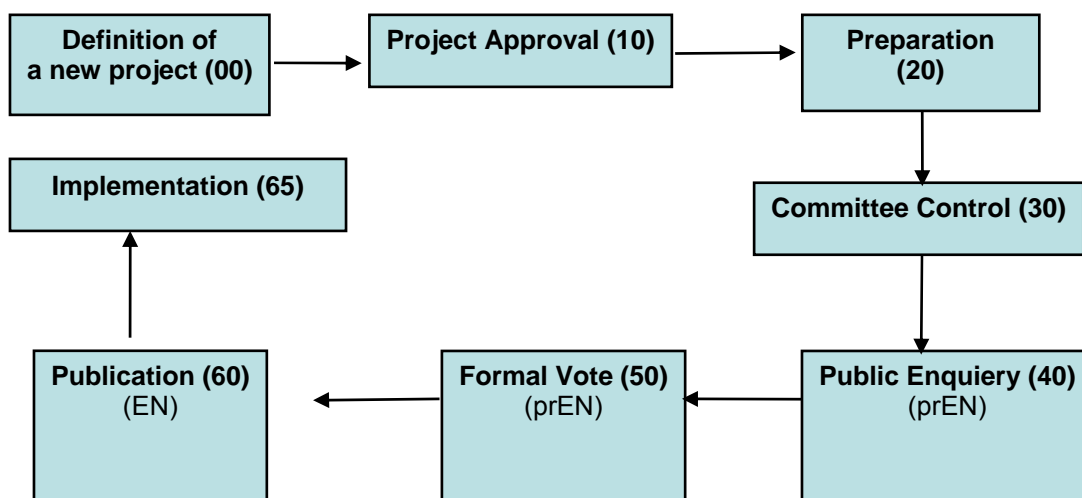 Definition of
a new project (00)
Project Approval (10)
Preparation
(20)
Implementation (65)
Committee Control (30)
Publication (60)
(EN)
Formal Vote (50)
(prEN)
Public Enquiery (40)
(prEN)